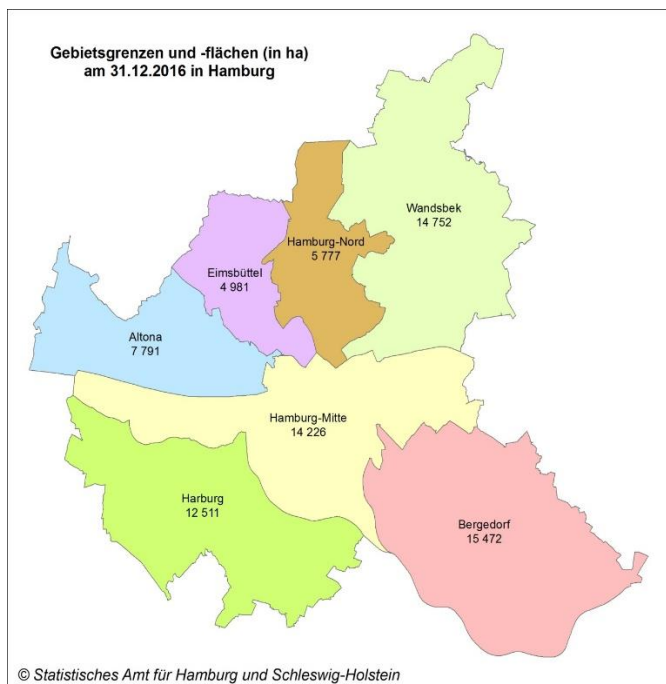 Gebietsgrenzen und -flächen (in ha)
am 31.12.2016 in Hamburg
Wandsbek
14 752
Hamburg-Nord
5 777
Eimsbüttel
4 981
Altona
7 791
Hamburg-Mitte
14 226
Harburg
12 511
Bergedorf
15 472
© Statistisches Amt für Hamburg und Schleswig-Holstein